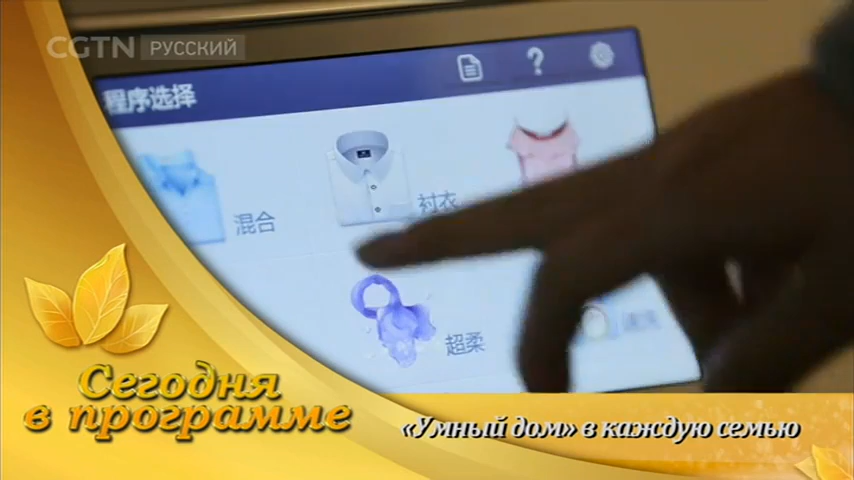 CGTN РУССКИЙ
程序选择
混合
衬衣
超柔
Сегодня
в программе
«Умный дом» в каждую семью